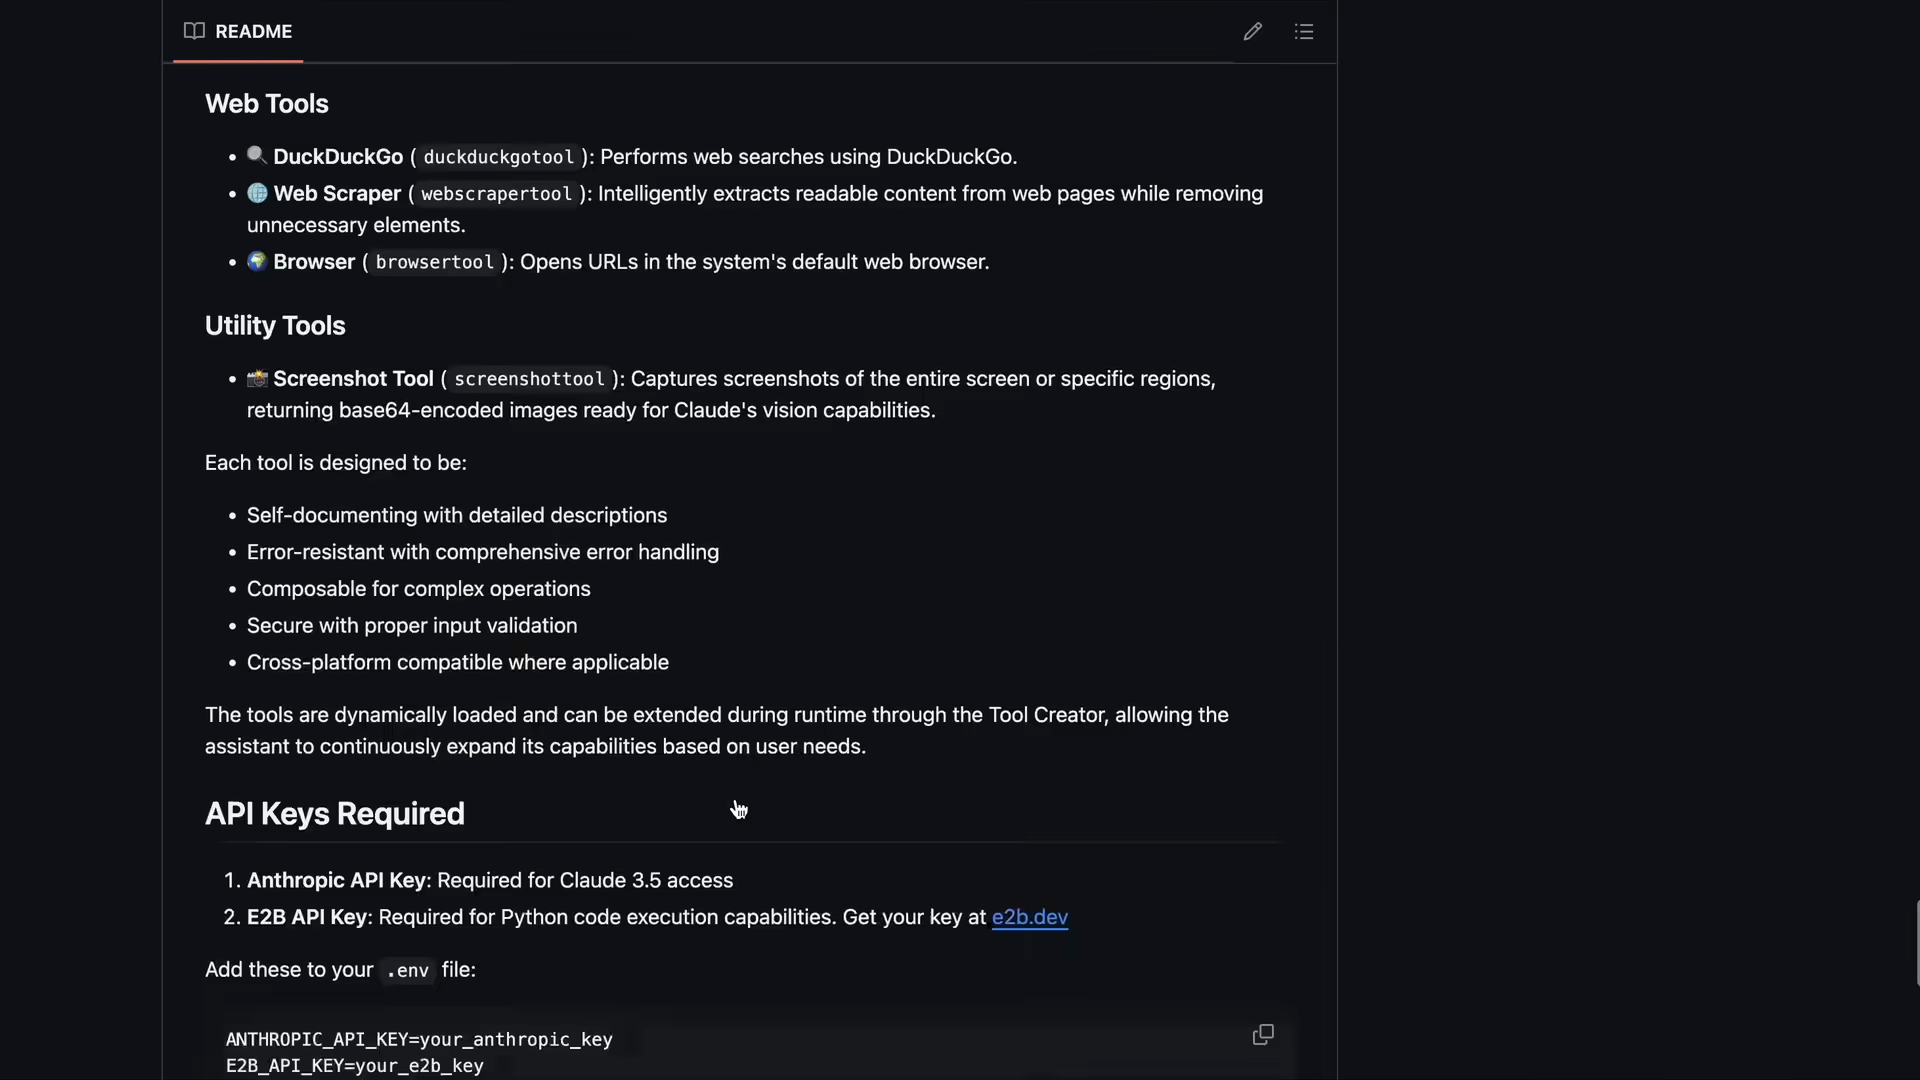 README
Web Tools
• DuckDuckGo ( duckduckgotool ): Performs web searches using DuckDuckGo.
• Web Scraper ( webscrapertool ): Intelligently extracts readable content from web pages while removing
unnecessary elements.
• Browser ( browsertool ): Opens URLs in the system's default web browser.
Utility Tools
• Screenshot Tool ( screenshottool ): Captures screenshots of the entire screen or specific regions,
returning base64-encoded images ready for Claude's vision capabilities.
Each tool is designed to be:
• Self-documenting with detailed descriptions
• Error-resistant with comprehensive error handling
• Composable for complex operations
• Secure with proper input validation
• Cross-platform compatible where applicable
The tools are dynamically loaded and can be extended during runtime through the Tool Creator, allowing the
assistant to continuously expand its capabilities based on user needs.
API Keys Required
1. Anthropic API Key: Required for Claude 3.5 access
2. E2B API Key: Required for Python code execution capabilities. Get your key at e2b.dev
Add these to your .env file:
ANTHROPIC_API_KEY=your_anthropic_key
E2B_API_KEY=your_e2b_key